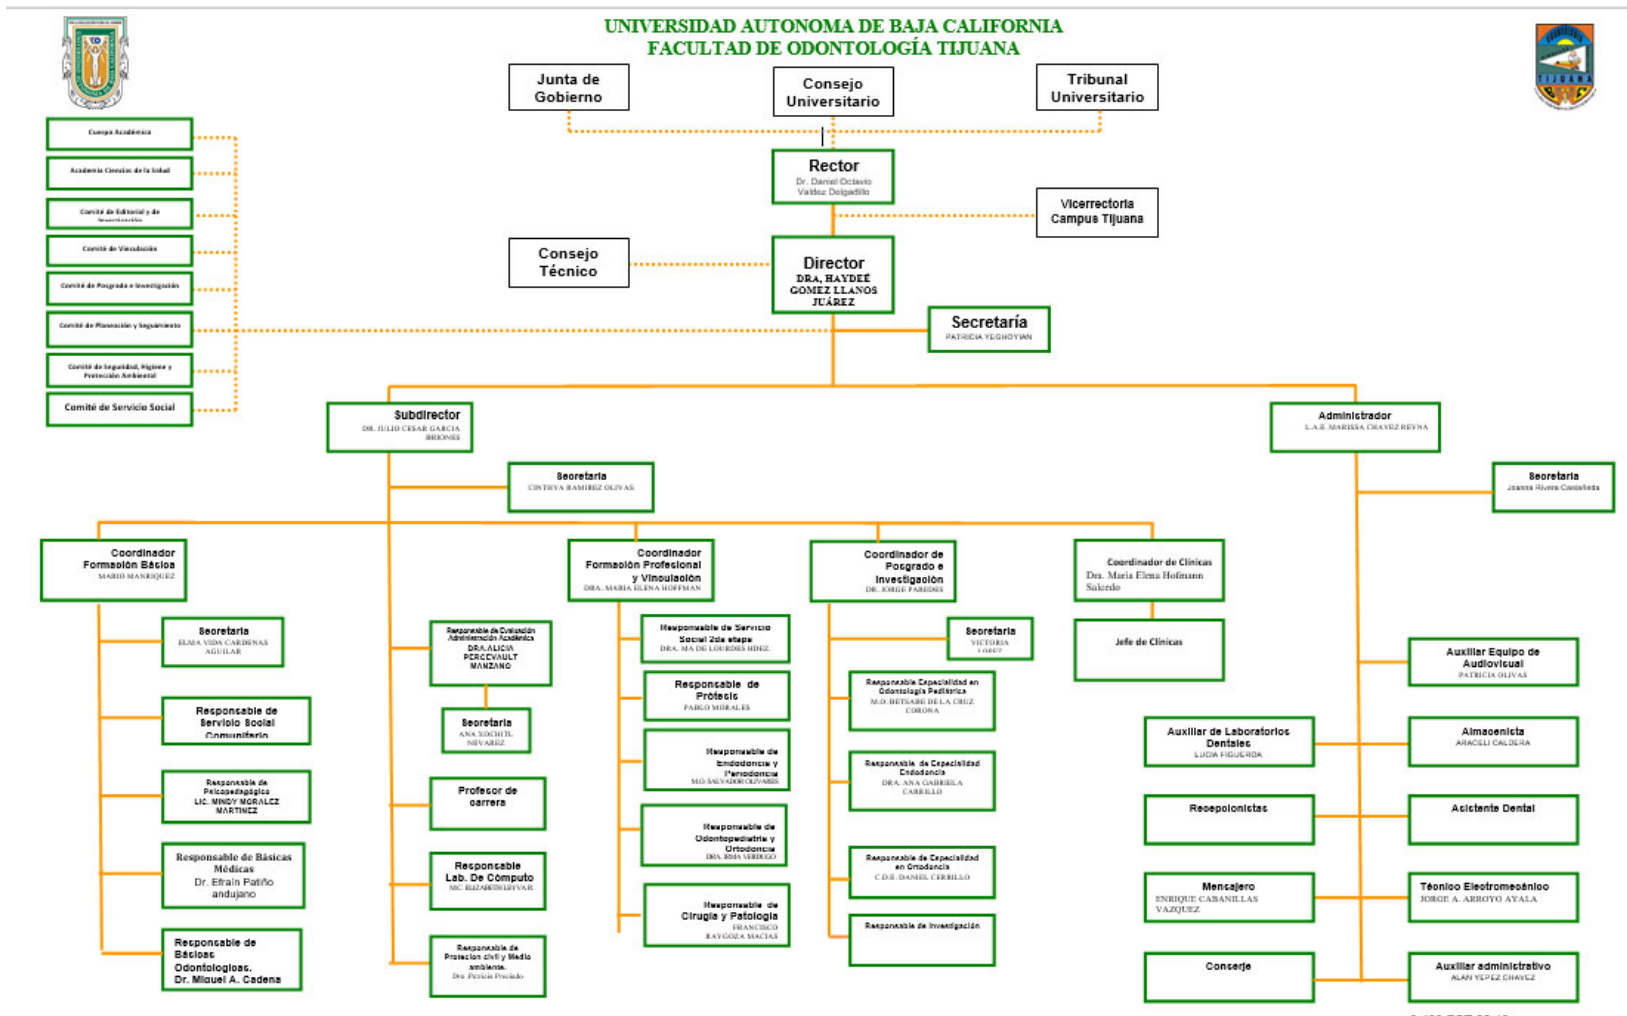 UNIVERSIDAD AUTONOMA DE BAJA CALIFORNIA
FACULTAD DE ODONTOLOGÍA TIJUANA
Junta de
Gobierno
Consejo
Universitario
Tribunal
Universitario
Rector
Dr. Daniel Octavio
Valdez Delgadillo
Vicerrectoria
Campus Tijuana
Consejo
Técnico
Director
DRA, HAYDEÉ
GOMEZ LLANOS
JUÁREZ
Secretaría
PATRICIA YEGHOYIAN
Cuerpo Académico
Academia Ciencias de la Salud
Comité de Editorial y de
Comité de Vinculación
Comité de Posgrado e Investigación
Comité de Planeación y Seguimiento
Comité de Seguridad, Higiene y
Protección Ambiental
Comité de Servicio Social
Subdirector
DR. JULIO CESAR GARCIA
BRIONES
Administrador
L.A.E. MARISSA CHAVEZ REYNA
Secretaria
CINTHYA RAMIREZ OLIVAS
Secretaria
Joanna Rivera Castañeda
Coordinador
Formación Básica
MARIO MANRIQUEZ
Secretaria
ELMA VIDA CARDENAS
AGUILAR
Responsable de
Servicio Social
Comunitario
Responsable de
Psicopedagógico
LIC. MINDY MORALEZ
MARTINEZ
Responsable de Básicas
Médicas
Dr. Efraín Patiño
andujano
Responsable de
Básicas
Odontologicas.
Dr. Miguel A. Cadena
Responsable de Evaluación
Administración Académica
DRA.ALICIA
PERCEVAULT
MANZANO
Secretaria
ANA XOCHITL
NEVAREZ
Profesor de
carrera
Responsable
Lab. De Cómputo
MC. ELIZABETH LEYVA R.
Responsable de
Protecion civil y Medio
ambiente.
Dra. Patricia Preciado
Coordinador
Formación Profesional
y Vinculación
DRA. MARIA ELENA HOFFMAN
Responsable de Servicio
Social 2da etapa
DRA. MA DE LOURDES HDEZ.
Responsable de
Prótesis
PABLO MORALES
Responsable de
Endodoncia y
Periodoncia
M.O. SALVADOR OLIVARES
Responsable de
Odontopediatría y
Ortodoncia
DRA. IRMA VERDUGO
Responsable de
Cirugía y Patología
FRANCISCO
RAYGOZA MACIAS
Coordinador de
Posgrado e
Investigación
DR. JORGE PAREDES
Secretaria
VICTORIA
Responsable Especialidad en
Odontología Pediátrica
M.O. BETSABE DE LA CRUZ
CORONA
Responsable de Especialidad
Endodoncia
DRA. ANA GABRIELA
CARRILLO
Responsable de Especialidad
en Ortodoncia
C.D.E. DANIEL CERRILLO
Responsable de Investigación
Coordinador de Clínicas
Dra. Maria Elena Hofmann
Salcedo
Jefe de Clínicas
Auxiliar Equipo de
Audiovisual
PATRICIA OLIVAS
Auxiliar de Laboratorios
Dentales
LUCIA FIGUEROA
Almacenista
ARACELI CALDERA
Recepcionistas
Asistente Dental
Mensajero
ENRIQUE CABANILLAS
VAZQUEZ
Técnico Electromecánico
JORGE A. ARROYO AYALA
Conserje
Auxiliar administrativo
ALAN YEPEZ CHAVEZ